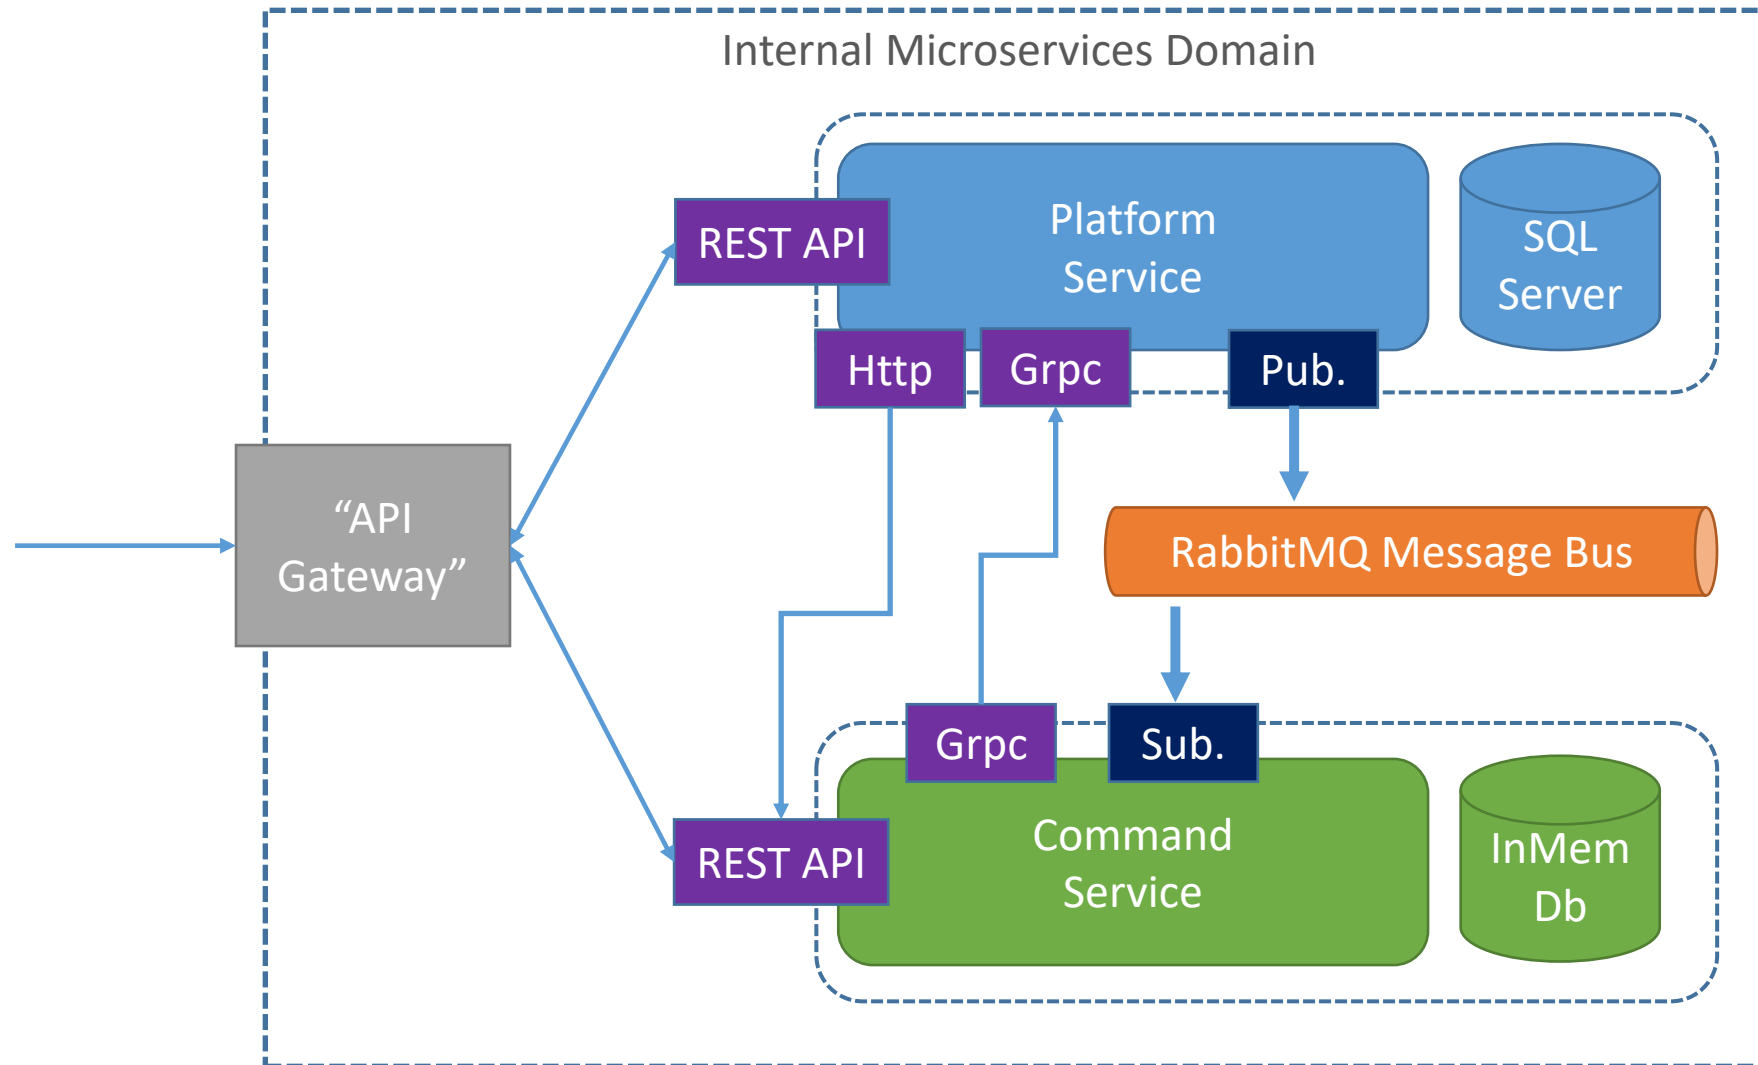 Internal Microservices Domain
REST API
Platform
Service
SQL
Server
Http
Grpc
Pub.
“API
Gateway”
RabbitMQ Message Bus
Grpc
Sub.
REST API
Command
Service
InMem
Db